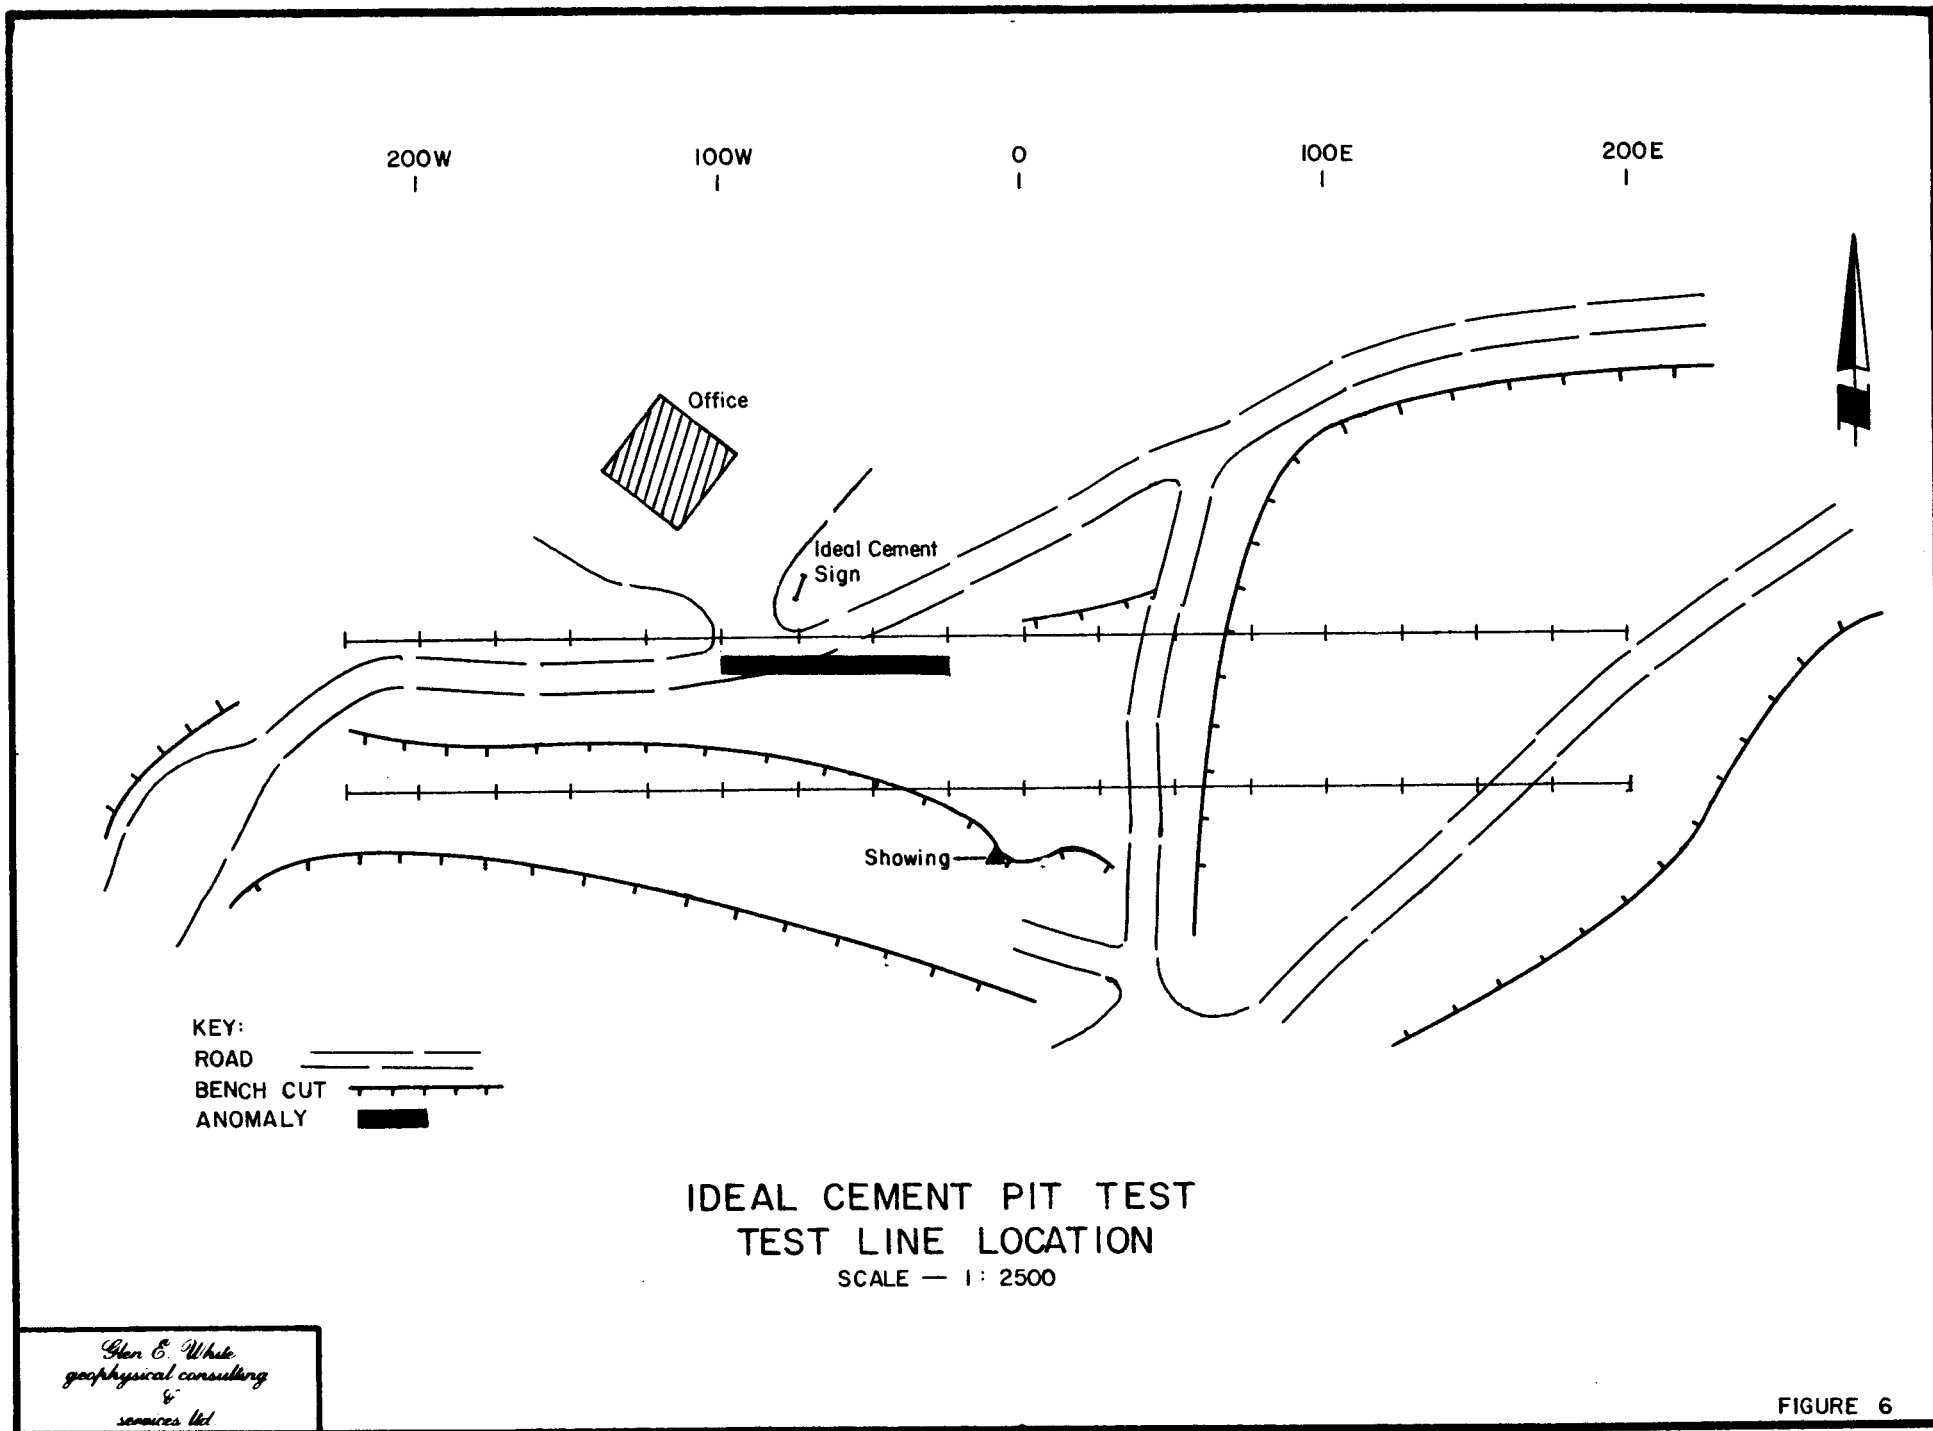 200W 100W 0 100E 200E
Office
Ideal Cement
Sign
Showing
KEY:
ROAD
BENCH CUT
ANOMALY
IDEAL CEMENT PIT TEST
TEST LINE LOCATION
SCALE — 1: 2500
Glen E. White
geophysical consulting
&
services ltd
FIGURE 6